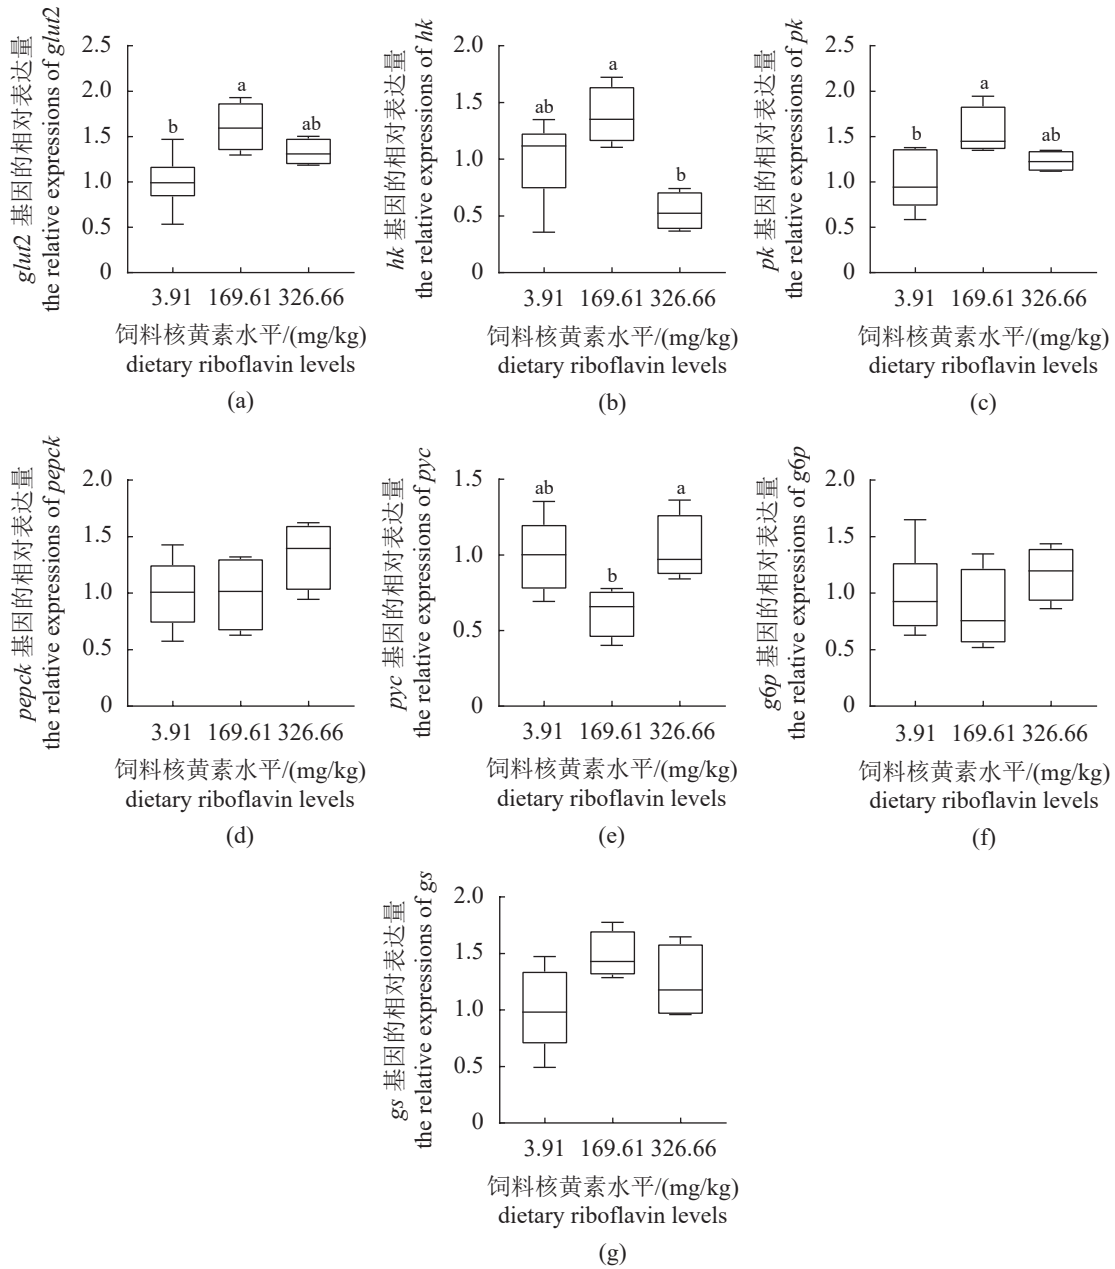 glut2 基因的相对表达量
the relative expressions of glut2
2.5
2.0
1.5
1.0
0.5
0
b
a
ab
3.91 169.61 326.66
饲料核黄素水平/(mg/kg)
dietary riboflavin levels
(a)
hk 基因的相对表达量
the relative expressions of hk
2.0
1.5
1.0
0.5
0
ab
a
b
3.91 169.61 326.66
饲料核黄素水平/(mg/kg)
dietary riboflavin levels
(b)
pk 基因的相对表达量
the relative expressions of pk
2.5
2.0
1.5
1.0
0.5
0
b
a
ab
3.91 169.61 326.66
饲料核黄素水平/(mg/kg)
dietary riboflavin levels
(c)
pepck 基因的相对表达量
the relative expressions of pepck
2.0
1.5
1.0
0.5
0
3.91 169.61 326.66
饲料核黄素水平/(mg/kg)
dietary riboflavin levels
(d)
pyc 基因的相对表达量
the relative expressions of pyc
1.5
1.0
0.5
0
ab
b
a
3.91 169.61 326.66
饲料核黄素水平/(mg/kg)
dietary riboflavin levels
(e)
g6p 基因的相对表达量
the relative expressions of g6p
2.0
1.5
1.0
0.5
0
3.91 169.61 326.66
饲料核黄素水平/(mg/kg)
dietary riboflavin levels
(f)
gs 基因的相对表达量
the relative expressions of gs
2.0
1.5
1.0
0.5
0
3.91 169.61 326.66
饲料核黄素水平/(mg/kg)
dietary riboflavin levels
(g)